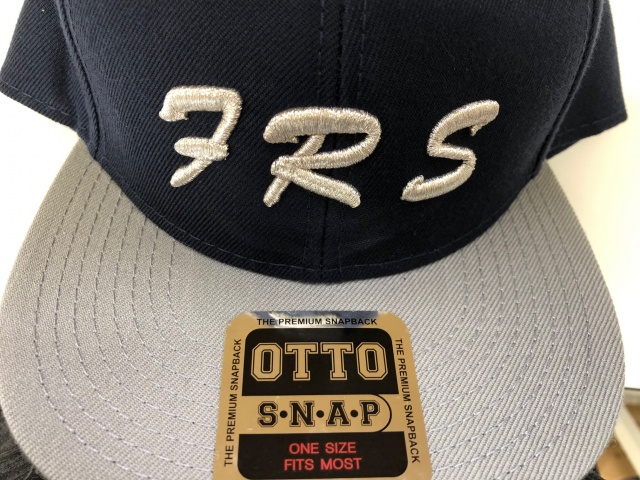 FRS
THE PREMIUM SNAPBACK
THE PREMIUM SNAPBACK
THE PREMIUM SNAPBACK
OTTO
S·N·A·P
ONE SIZE
FITS MOST